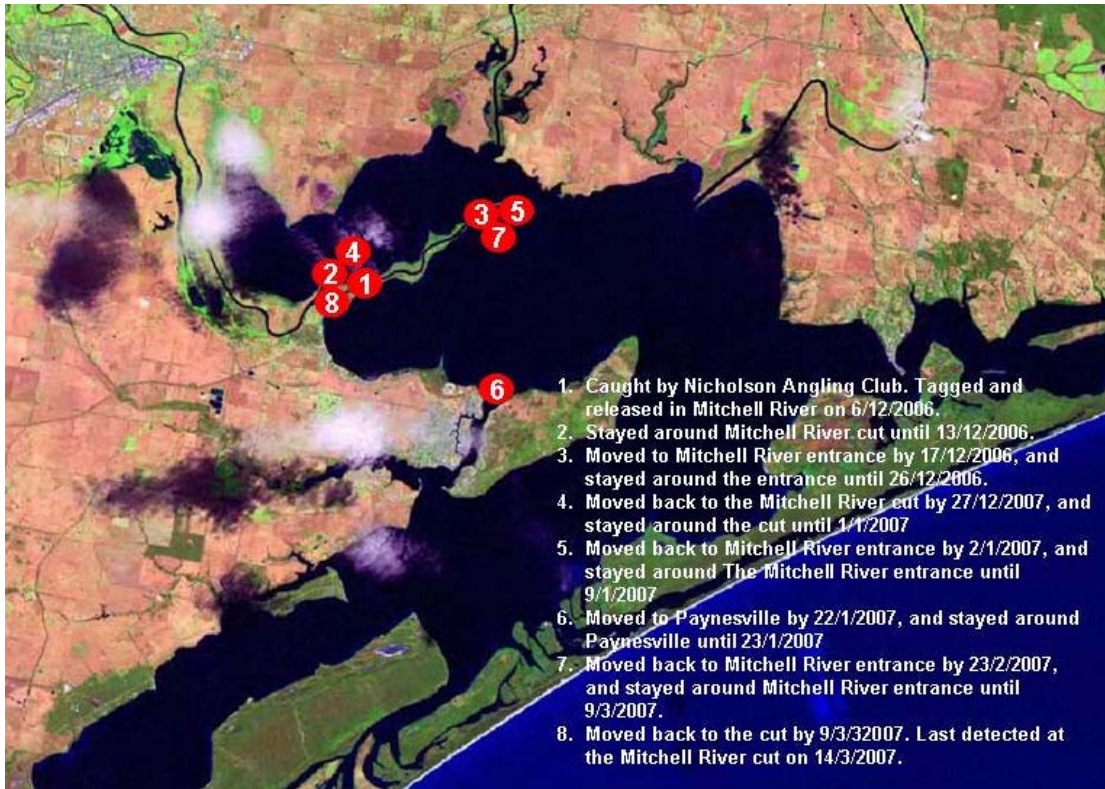 3 5
7
4
2
1
8
6
1. Caught by Nicholson Angling Club. Tagged and
released in Mitchell River on 6/12/2006.
2. Stayed around Mitchell River cut until 13/12/2006.
3. Moved to Mitchell River entrance by 17/12/2006, and
stayed around the entrance until 26/12/2006.
4. Moved back to the Mitchell River cut by 27/12/2007, and
stayed around the cut until 1/1/2007
5. Moved back to Mitchell River entrance by 2/1/2007, and
stayed around The Mitchell River entrance until
9/1/2007
6. Moved to Paynesville by 22/1/2007, and stayed around
Paynesville until 23/1/2007
7. Moved back to Mitchell River entrance by 23/2/2007,
and stayed around Mitchell River entrance until
9/3/2007.
8. Moved back to the cut by 9/3/32007. Last detected at
the Mitchell River cut on 14/3/2007.